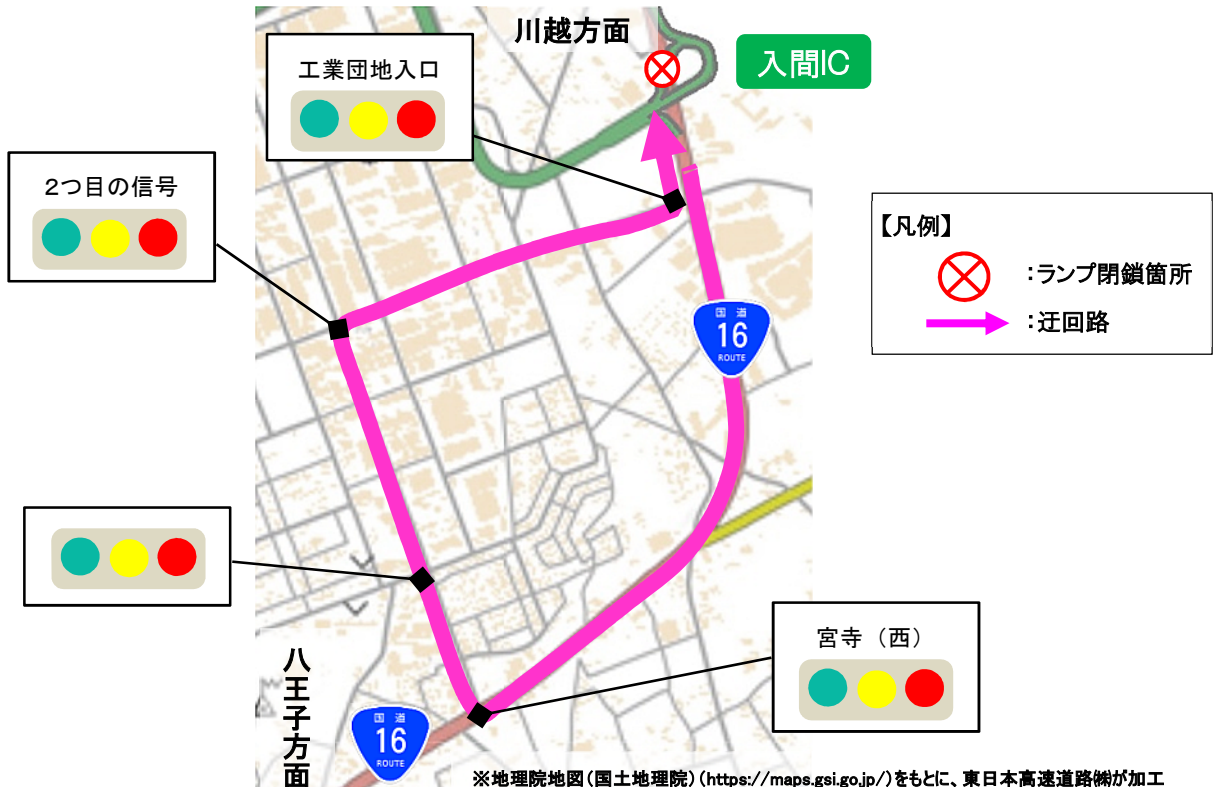 川越方面
入間IC
工業団地入口
2つ目の信号
【凡例】
:ランプ閉鎖箇所
:迂回路
国道
16
ROUTE
宮寺（西）
八王子方面
国道
16
ROUTE
※地理院地図(国土地理院)(https://maps.gsi.go.jp/)をもとに、東日本高速道路㈱が加工